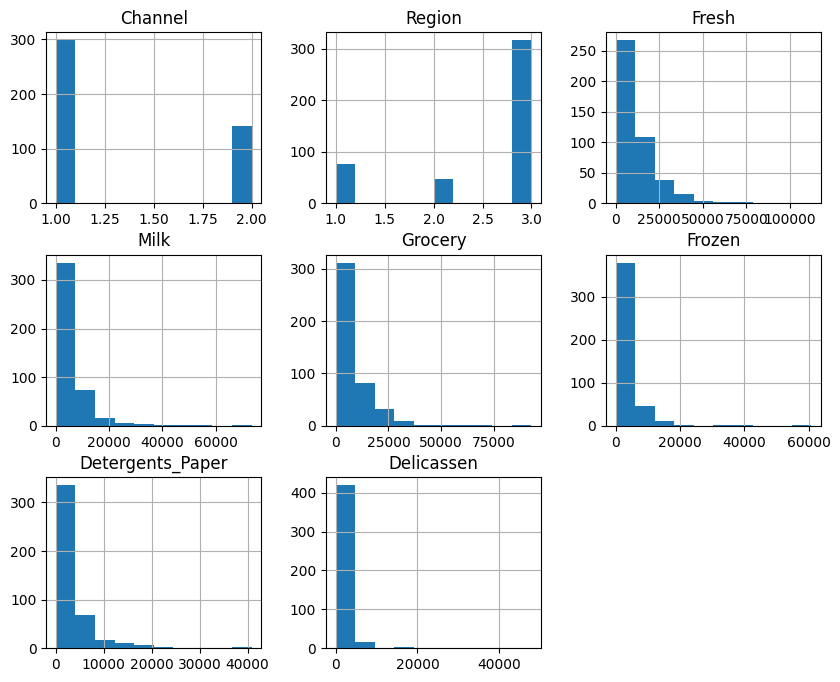 Channel
Region
Fresh
300
200
100
0
1.00 1.25 1.50 1.75 2.00
300
200
100
0
1.0 1.5 2.0 2.5 3.0
250
200
150
100
50
0
0 25000 50000 75000 100000
Milk
Grocery
Frozen
300
200
100
0
0 20000 40000 60000
300
200
100
0
0 25000 50000 75000
300
200
100
0
0 20000 40000 60000
Detergents_Paper
Delicassen
300
200
100
0
0 10000 20000 30000 40000
400
300
200
100
0
0 20000 40000